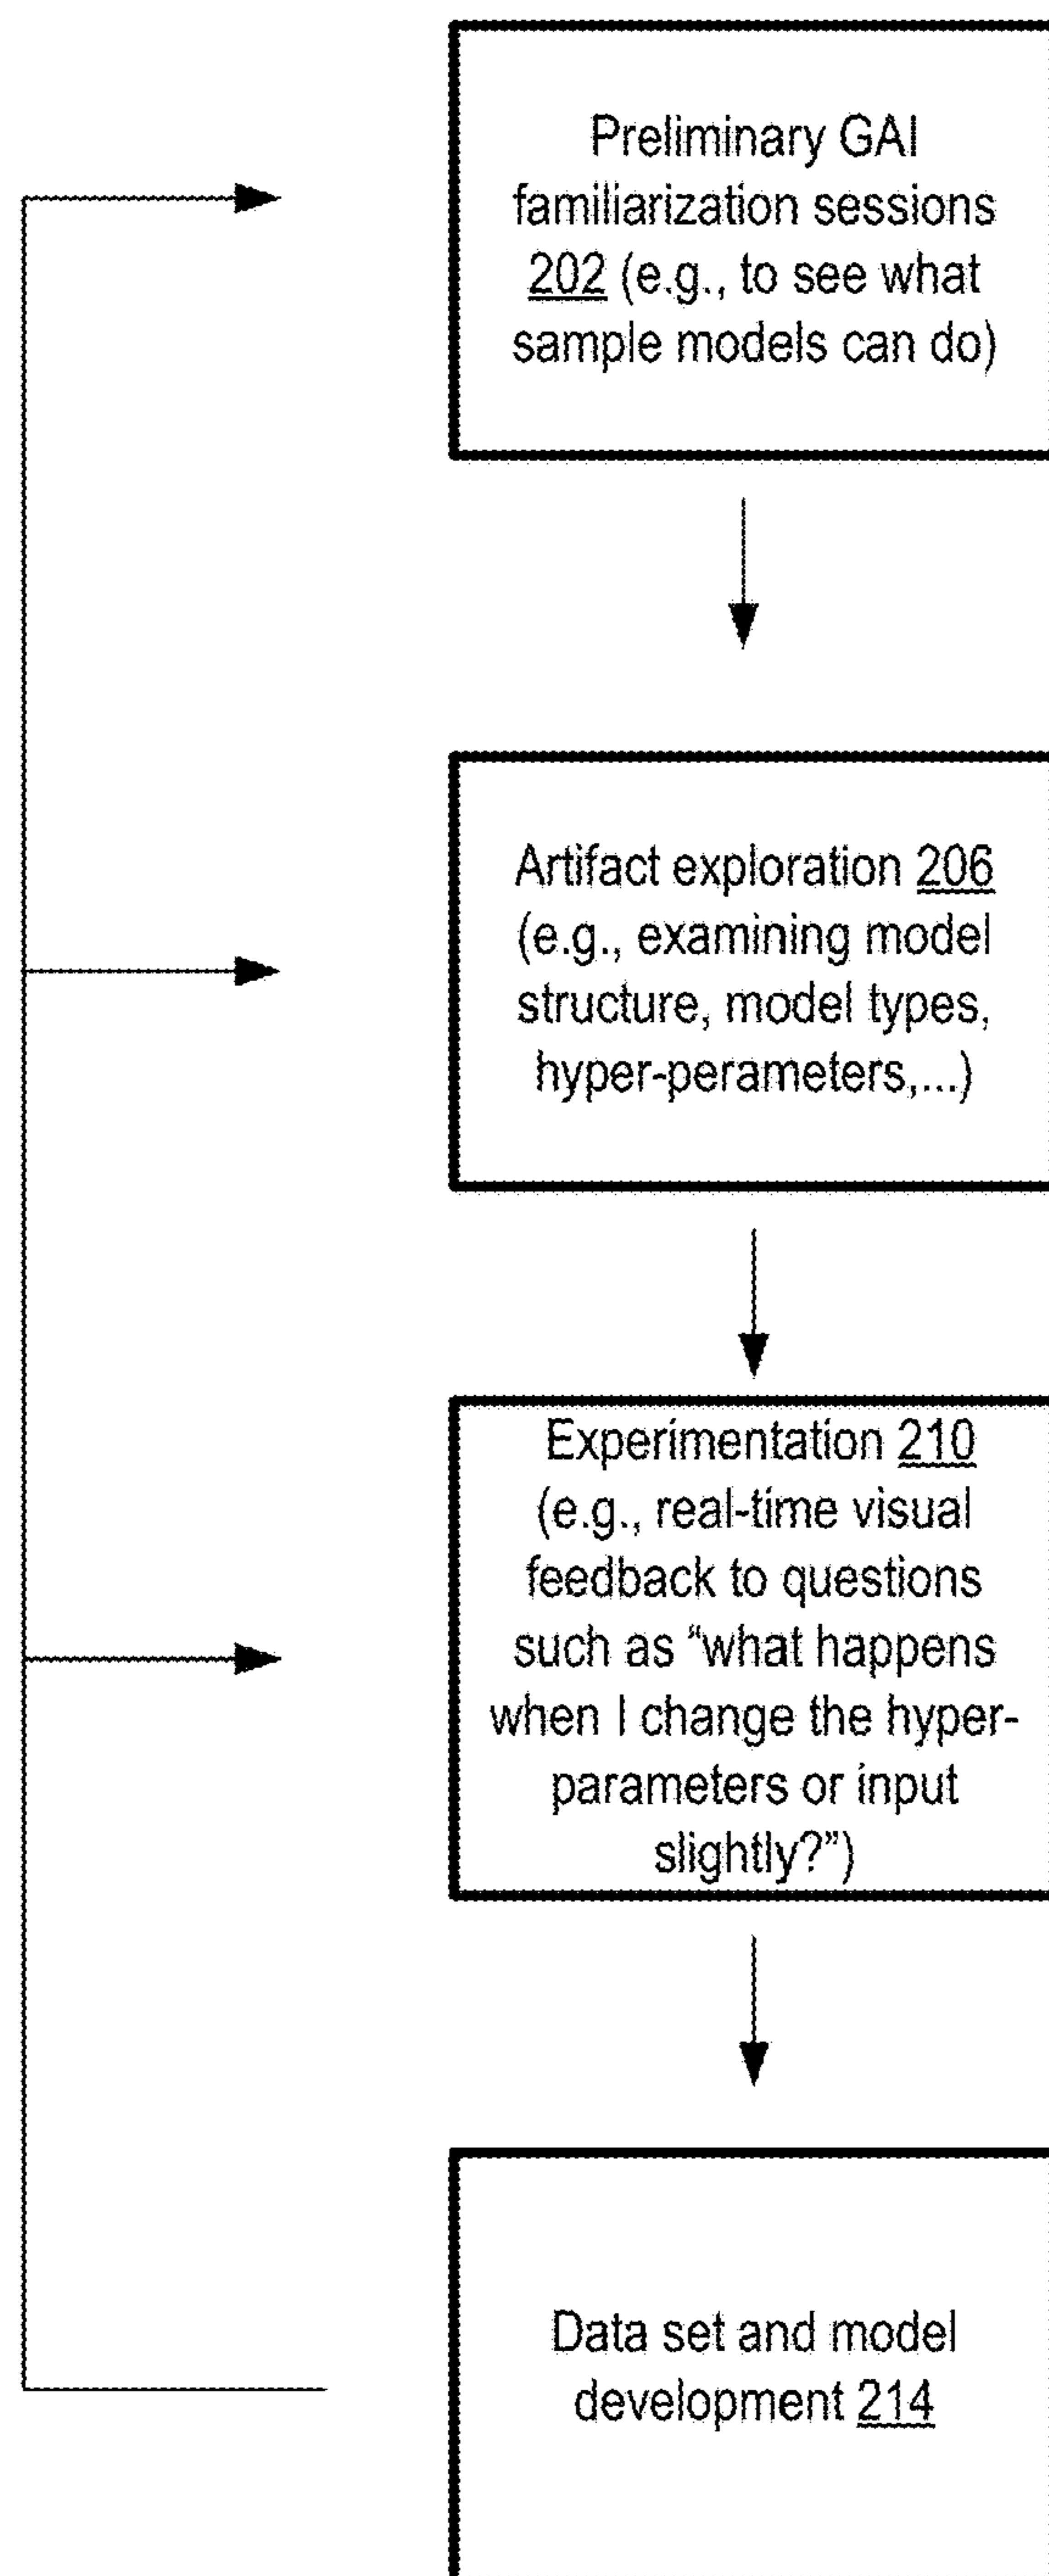 Preliminary GAI
familiarization sessions
202 (e.g., to see what
sample models can do)
Artifact exploration 206
(e.g., examining model
structure, model types,
hyper-perameters,...)
Experimentation 210
(e.g., real-time visual
feedback to questions
such as “what happens
when I change the hyper-
parameters or input
slightly?”)
Data set and model
development 214